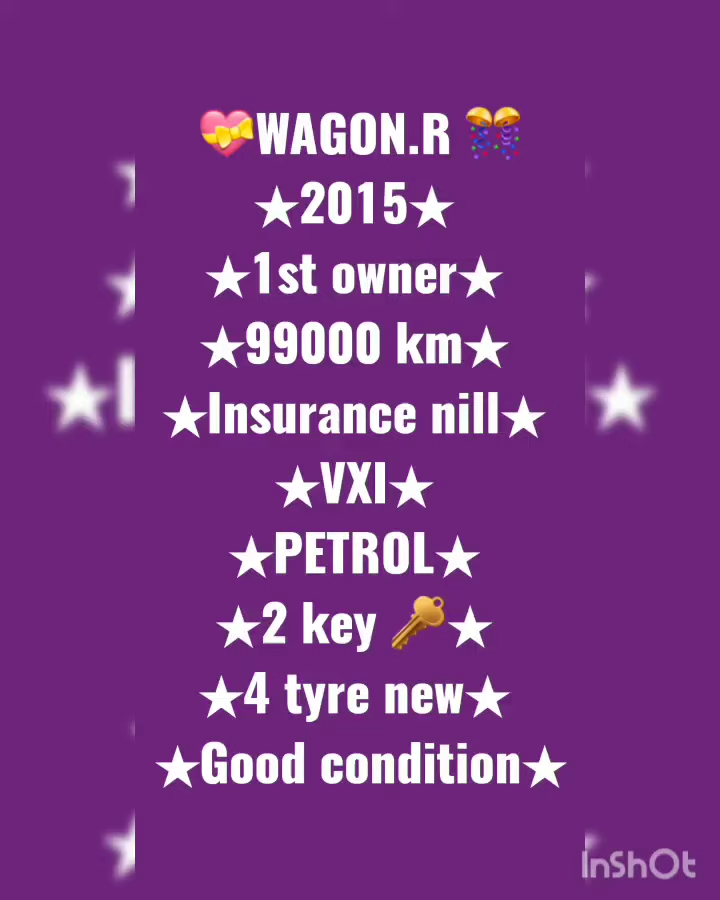 💝WAGON.R 🎊
★2015★
★1st owner★
★99000 km★
★Insurance nill★
★VXI★
★PETROL★
★2 key 🔑★
★4 tyre new★
★Good condition★
InShOt